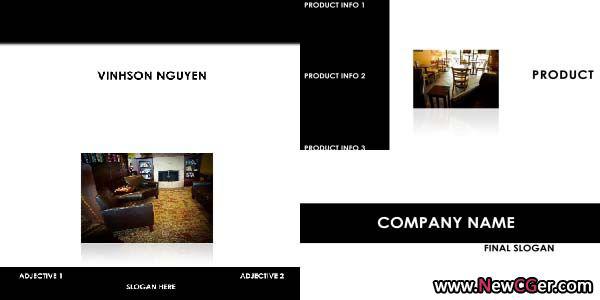 VINHSON NGUYEN
ADJECTIVE 1
ADJECTIVE 2
SLOGAN HERE
PRODUCT INFO 1
PRODUCT INFO 2
PRODUCT INFO 3
PRODUCT
COMPANY NAME
FINAL SLOGAN
www.NewCGer.com